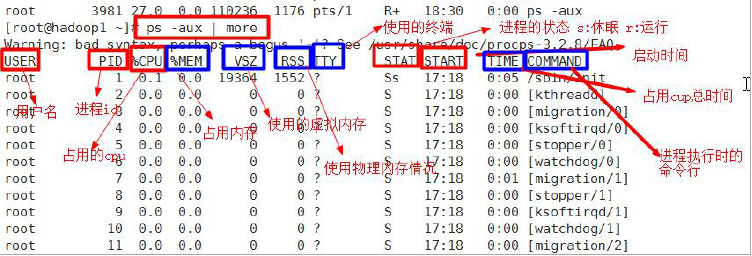 root 3981 27.0 0.0 110236 1176 pts/1 R+ 18:30 0:00 ps -aux
使用的终端 进程的状态 s:休眠 r:运行
[root@hadoop1 ~]# ps -aux | more
Warning: bad syntax, perhaps a bogus '-'? See /usr/share/doc/procps-3.2.8/FAQ
启动时间
USER PID %CPU %MEM VSZ RSS TTY STAT START TIME COMMAND
root 1 0.1 0.0 19364 1552 ? Ss 17:18 0:05 /sbin/init
用户名 进程id 占用内存 使用的虚拟内存 占用cup总时间
root 2 0.0 0.0 0 0 ? S 17:18 0:00 [kthreadd]
root 3 0.0 0.0 0 0 ? S 17:18 0:00 [migration/0]
root 4 0.0 0.0 0 0 ? S 17:18 0:00 [ksoftirqd/0]
占用的cpu
root 5 0.0 0.0 0 0 ? S 17:18 0:00 [stopper/0]
进程执行时的
命令行
使用物理内存情况
root 6 0.0 0.0 0 0 ? S 17:18 0:00 [watchdog/0]
root 7 0.0 0.0 0 0 ? S 17:18 0:01 [migration/1]
root 8 0.0 0.0 0 0 ? S 17:18 0:00 [stopper/1]
root 9 0.0 0.0 0 0 ? S 17:18 0:00 [ksoftirqd/1]
root 10 0.0 0.0 0 0 ? S 17:18 0:00 [watchdog/1]
root 11 0.0 0.0 0 0 ? S 17:18 0:00 [migration/2]